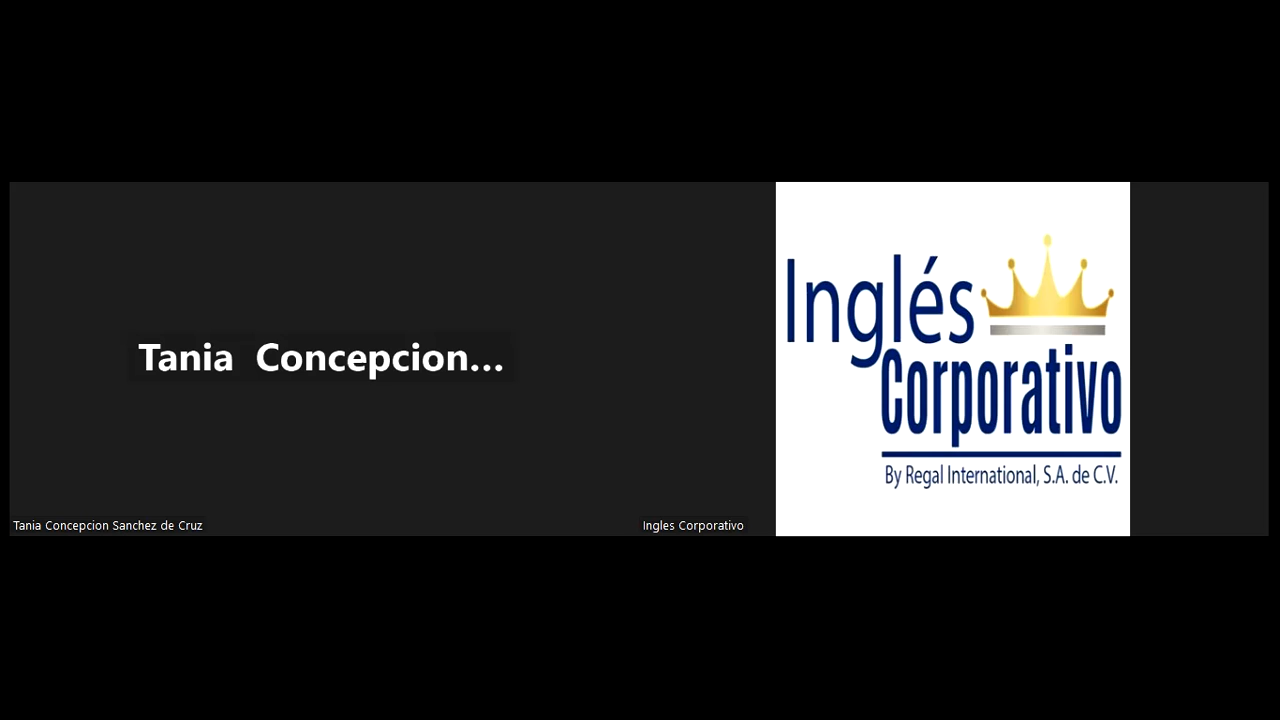 Tania Concepcion...
Tania Concepcion Sanchez de Cruz
Inglés
Corporativo
By Regal International, S.A. de C.V.
Ingles Corporativo